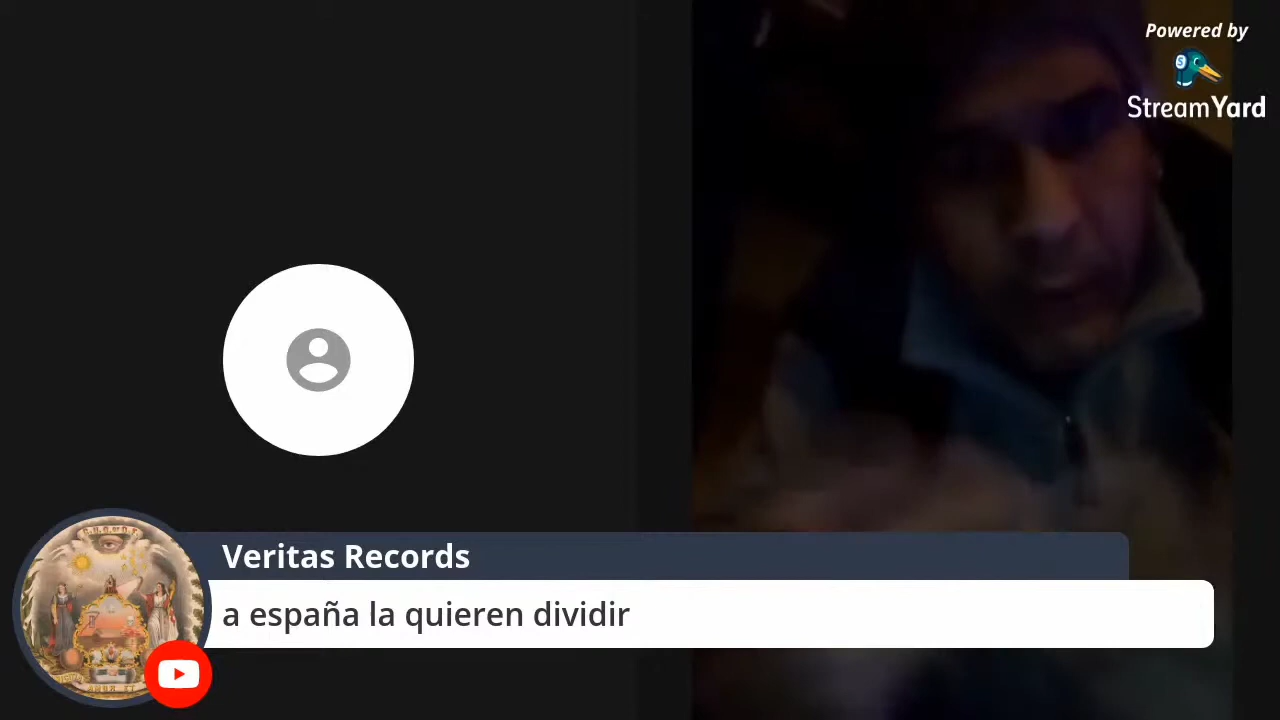 Powered by
StreamYard
Veritas Records
a españa la quieren dividir